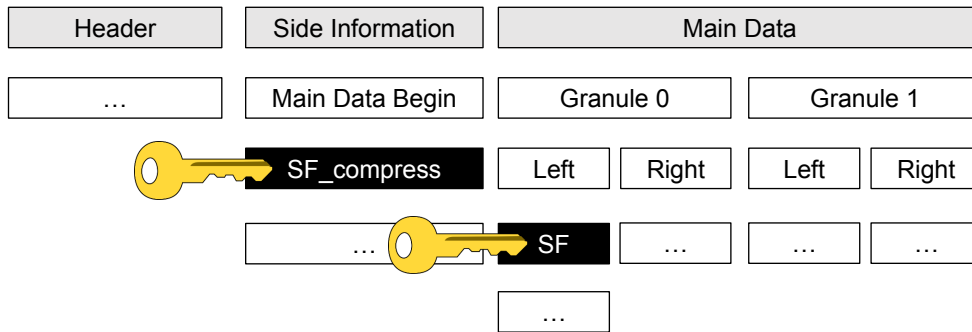 Header Side Information Main Data
… Main Data Begin Granule 0 Granule 1
SF_compress Left Right Left Right
… SF … … …
…